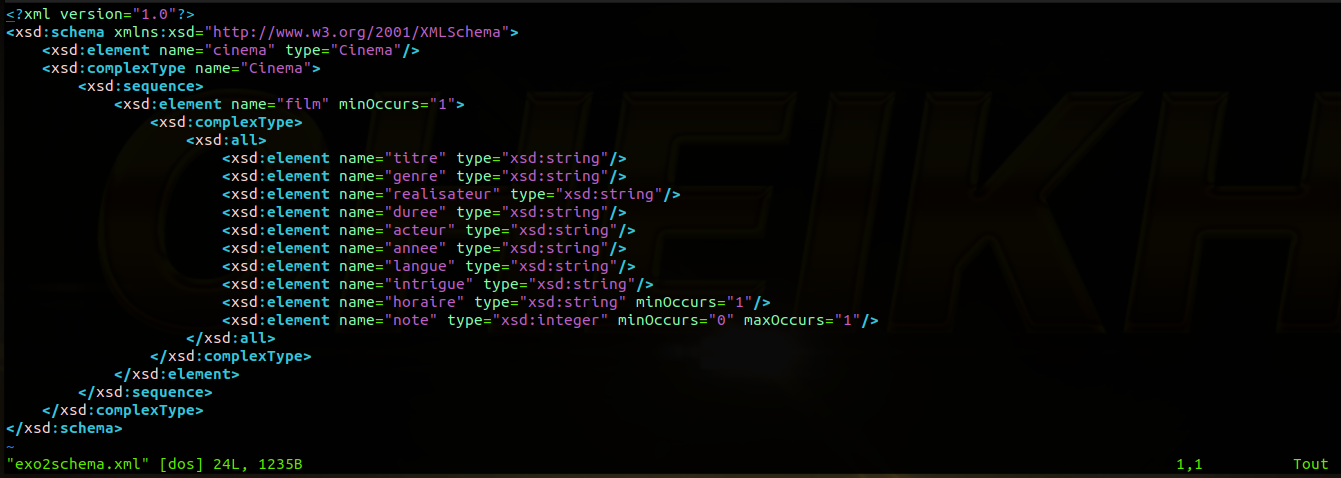 <?xml version="1.0"?>
<xsd:schema xmlns:xsd="http://www.w3.org/2001/XMLSchema">
    <xsd:element name="cinema" type="Cinema"/>
    <xsd:complexType name="Cinema">
        <xsd:sequence>
            <xsd:element name="film" minOccurs="1">
                <xsd:complexType>
                    <xsd:all>
                        <xsd:element name="titre" type="xsd:string"/>
                        <xsd:element name="genre" type="xsd:string"/>
                        <xsd:element name="realisateur" type="xsd:string"/>
                        <xsd:element name="duree" type="xsd:string"/>
                        <xsd:element name="acteur" type="xsd:string"/>
                        <xsd:element name="annee" type="xsd:string"/>
                        <xsd:element name="langue" type="xsd:string"/>
                        <xsd:element name="intrigue" type="xsd:string"/>
                        <xsd:element name="horaire" type="xsd:string" minOccurs="1"/>
                        <xsd:element name="note" type="xsd:integer" minOccurs="0" maxOccurs="1"/>
                    </xsd:all>
                </xsd:complexType>
            </xsd:element>
        </xsd:sequence>
    </xsd:complexType>
</xsd:schema>
~
"exo2schema.xml" [dos] 24L, 1235B 1,1 Tout